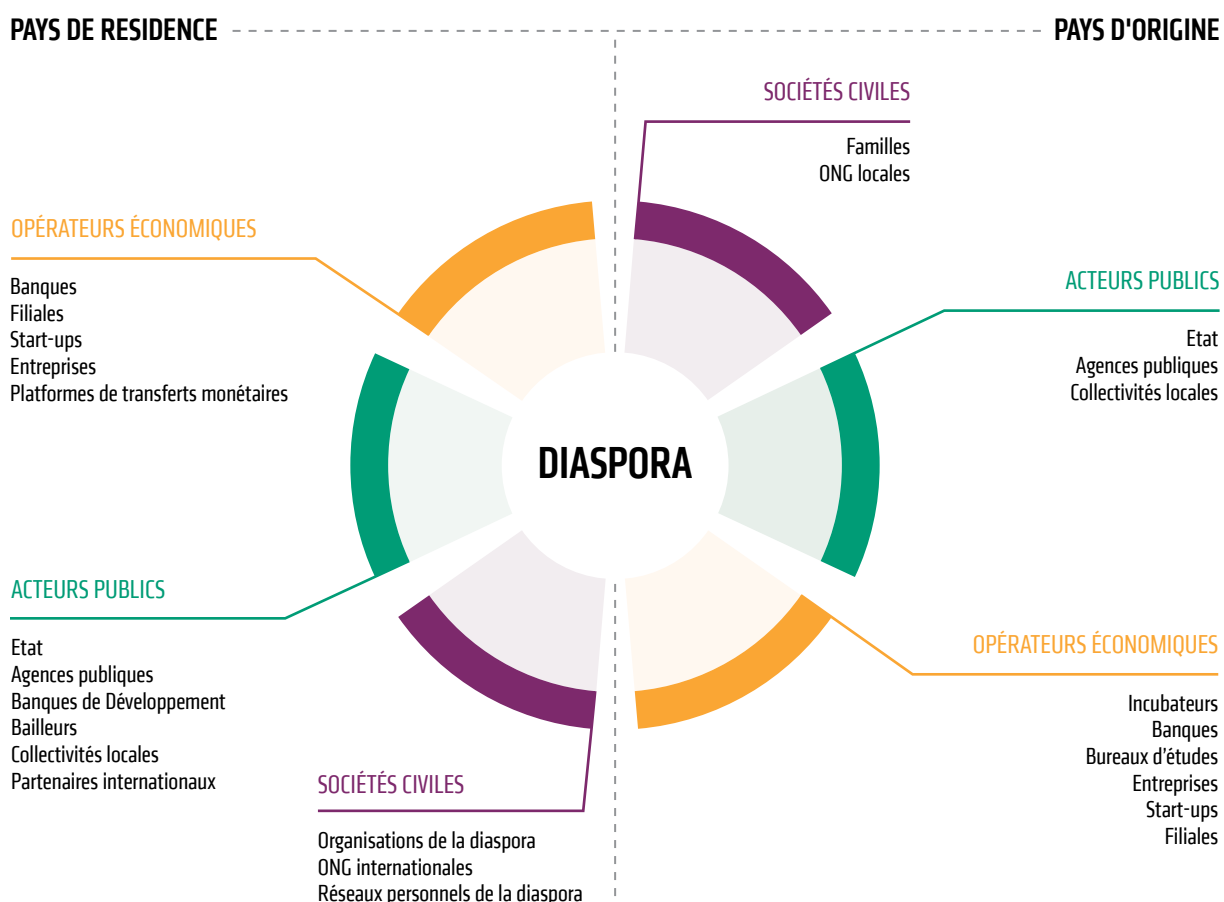 PAYS DE RESIDENCE
PAYS D'ORIGINE
SOCIÉTÉS CIVILES
Familles
ONG locales
OPÉRATEURS ÉCONOMIQUES
Banques
Filiales
Start-ups
Entreprises
Platformes de transferts monétaires
ACTEURS PUBLICS
Etat
Agences publiques
Collectivités locales
DIASPORA
ACTEURS PUBLICS
Etat
Agences publiques
Banques de Développement
Bailleurs
Collectivités locales
Partenaires internationaux
SOCIÉTÉS CIVILES
Organisations de la diaspora
ONG internationales
Réseaux personnels de la diaspora
OPÉRATEURS ÉCONOMIQUES
Incubateurs
Banques
Bureaux d'études
Entreprises
Start-ups
Filiales